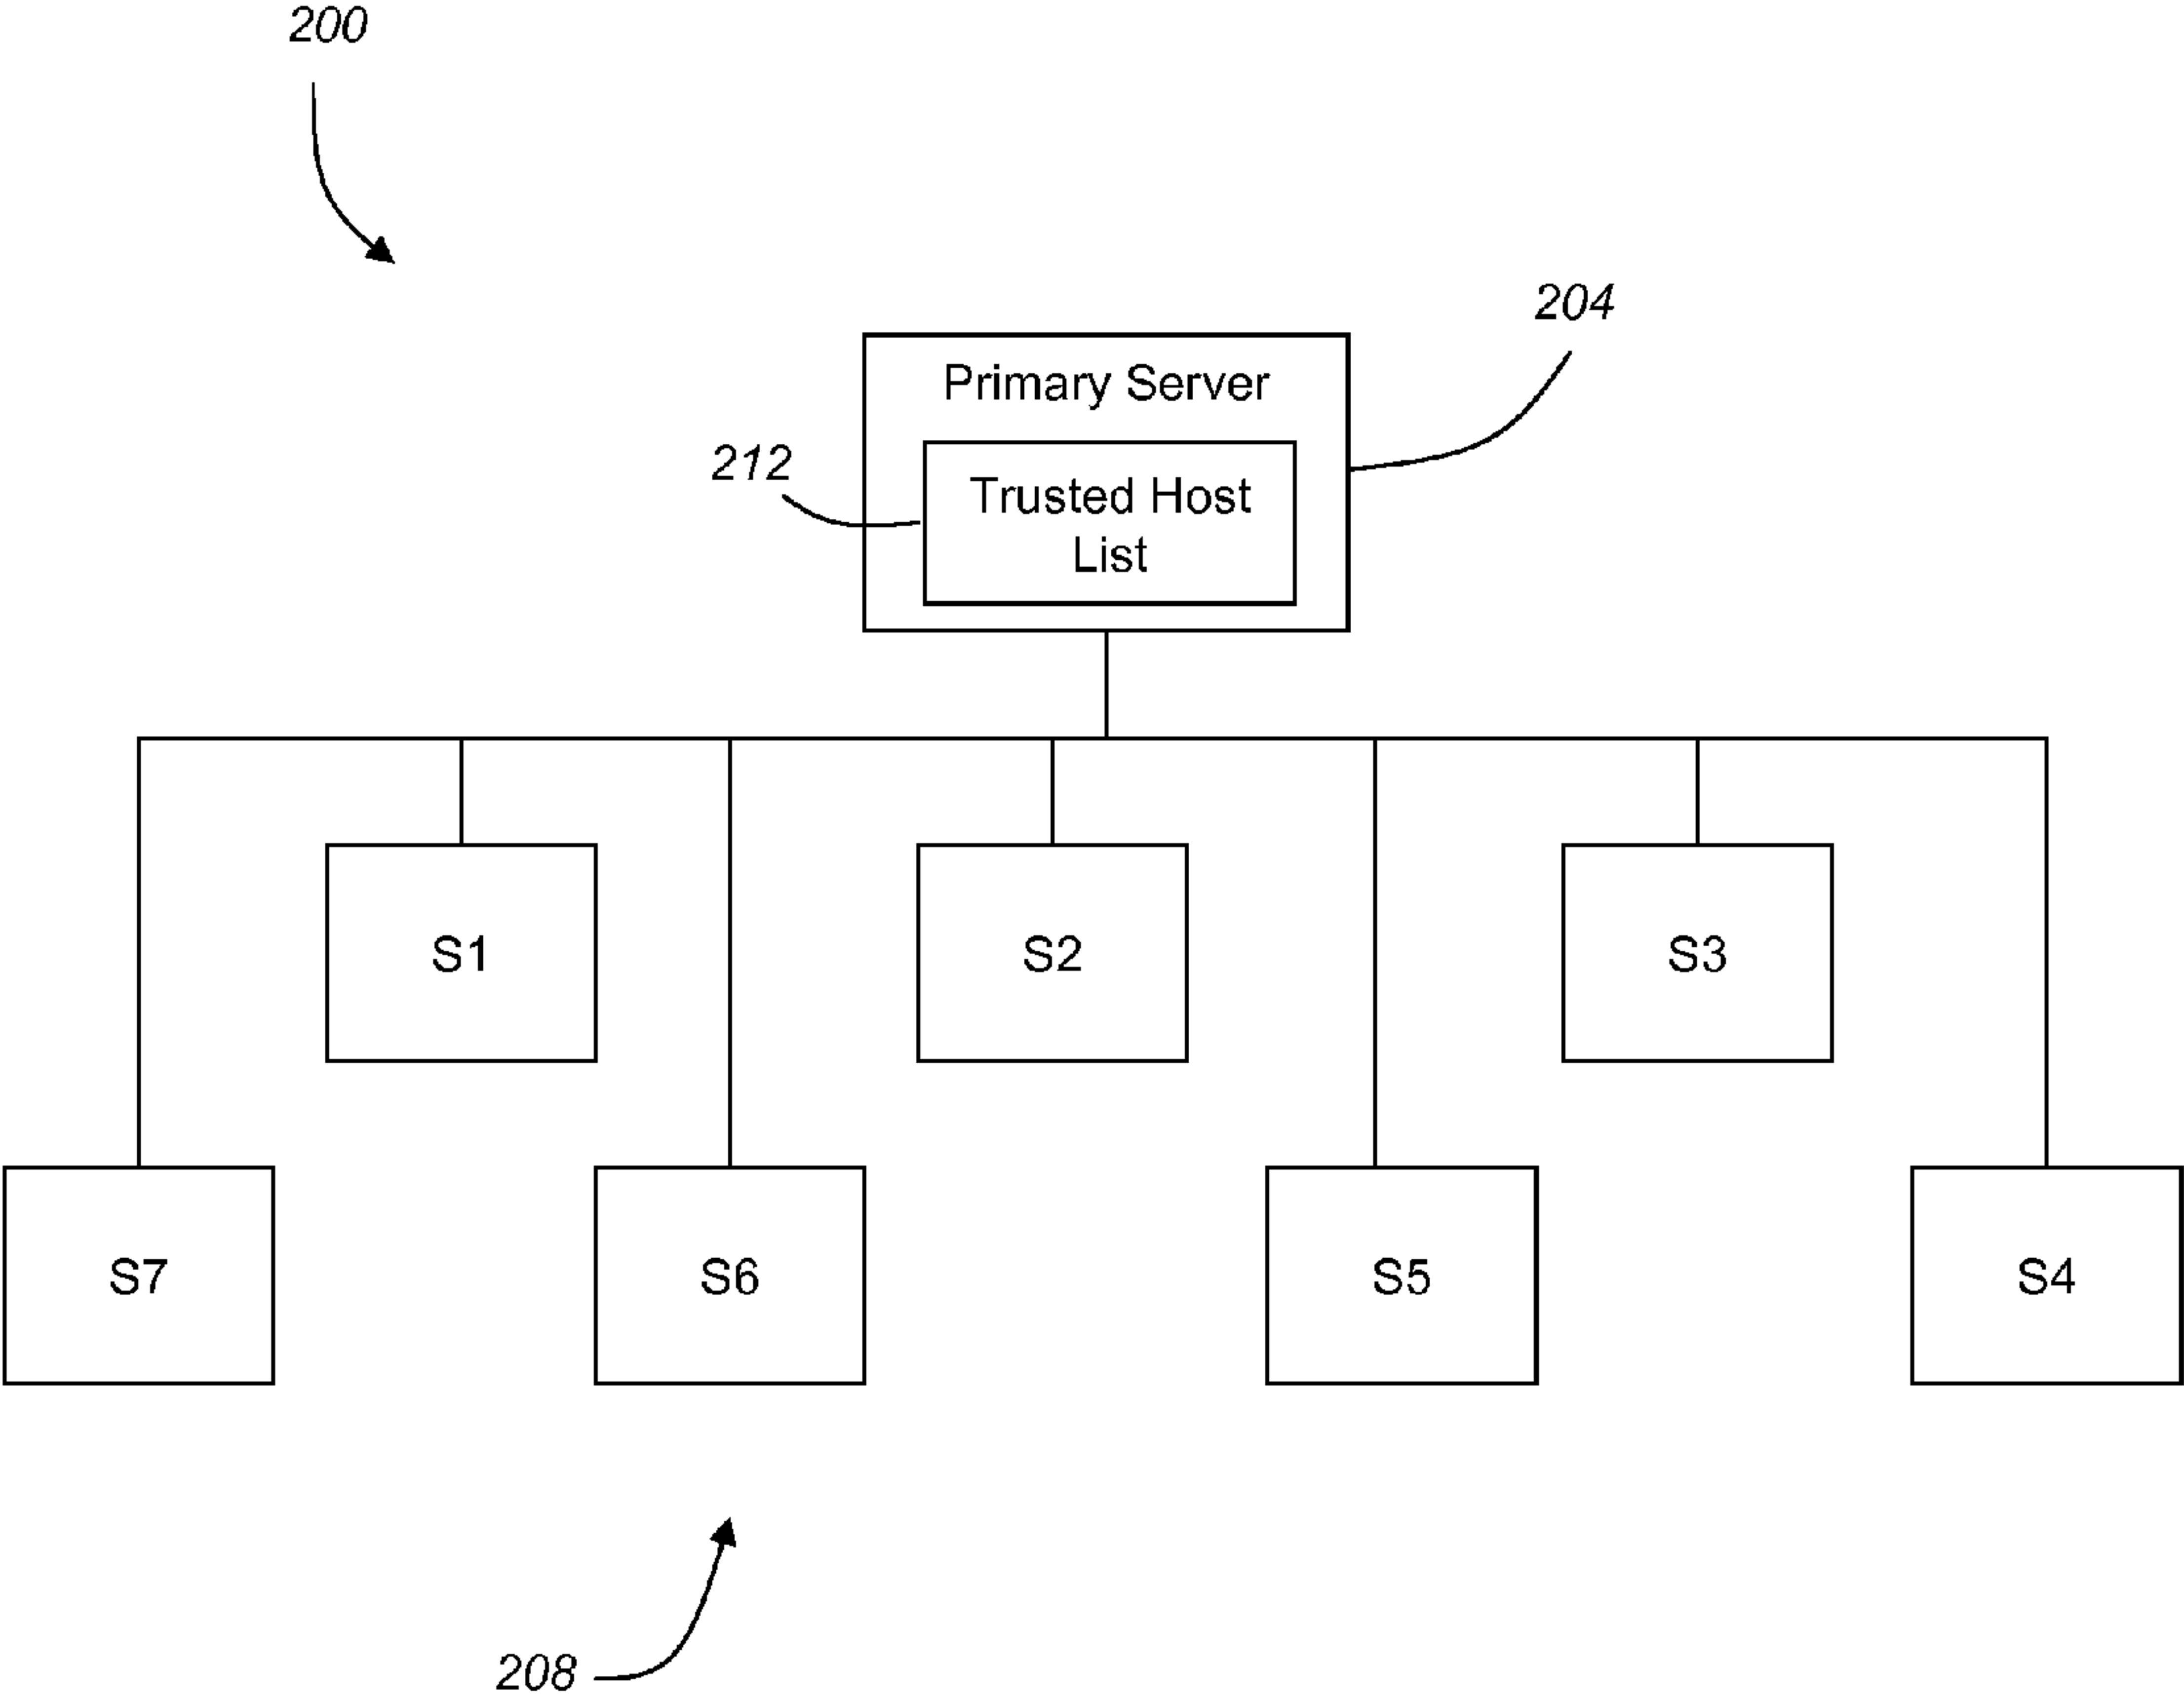 200
204
Primary Server
212
Trusted Host
List
S1
S2
S3
S7
S6
S5
S4
208